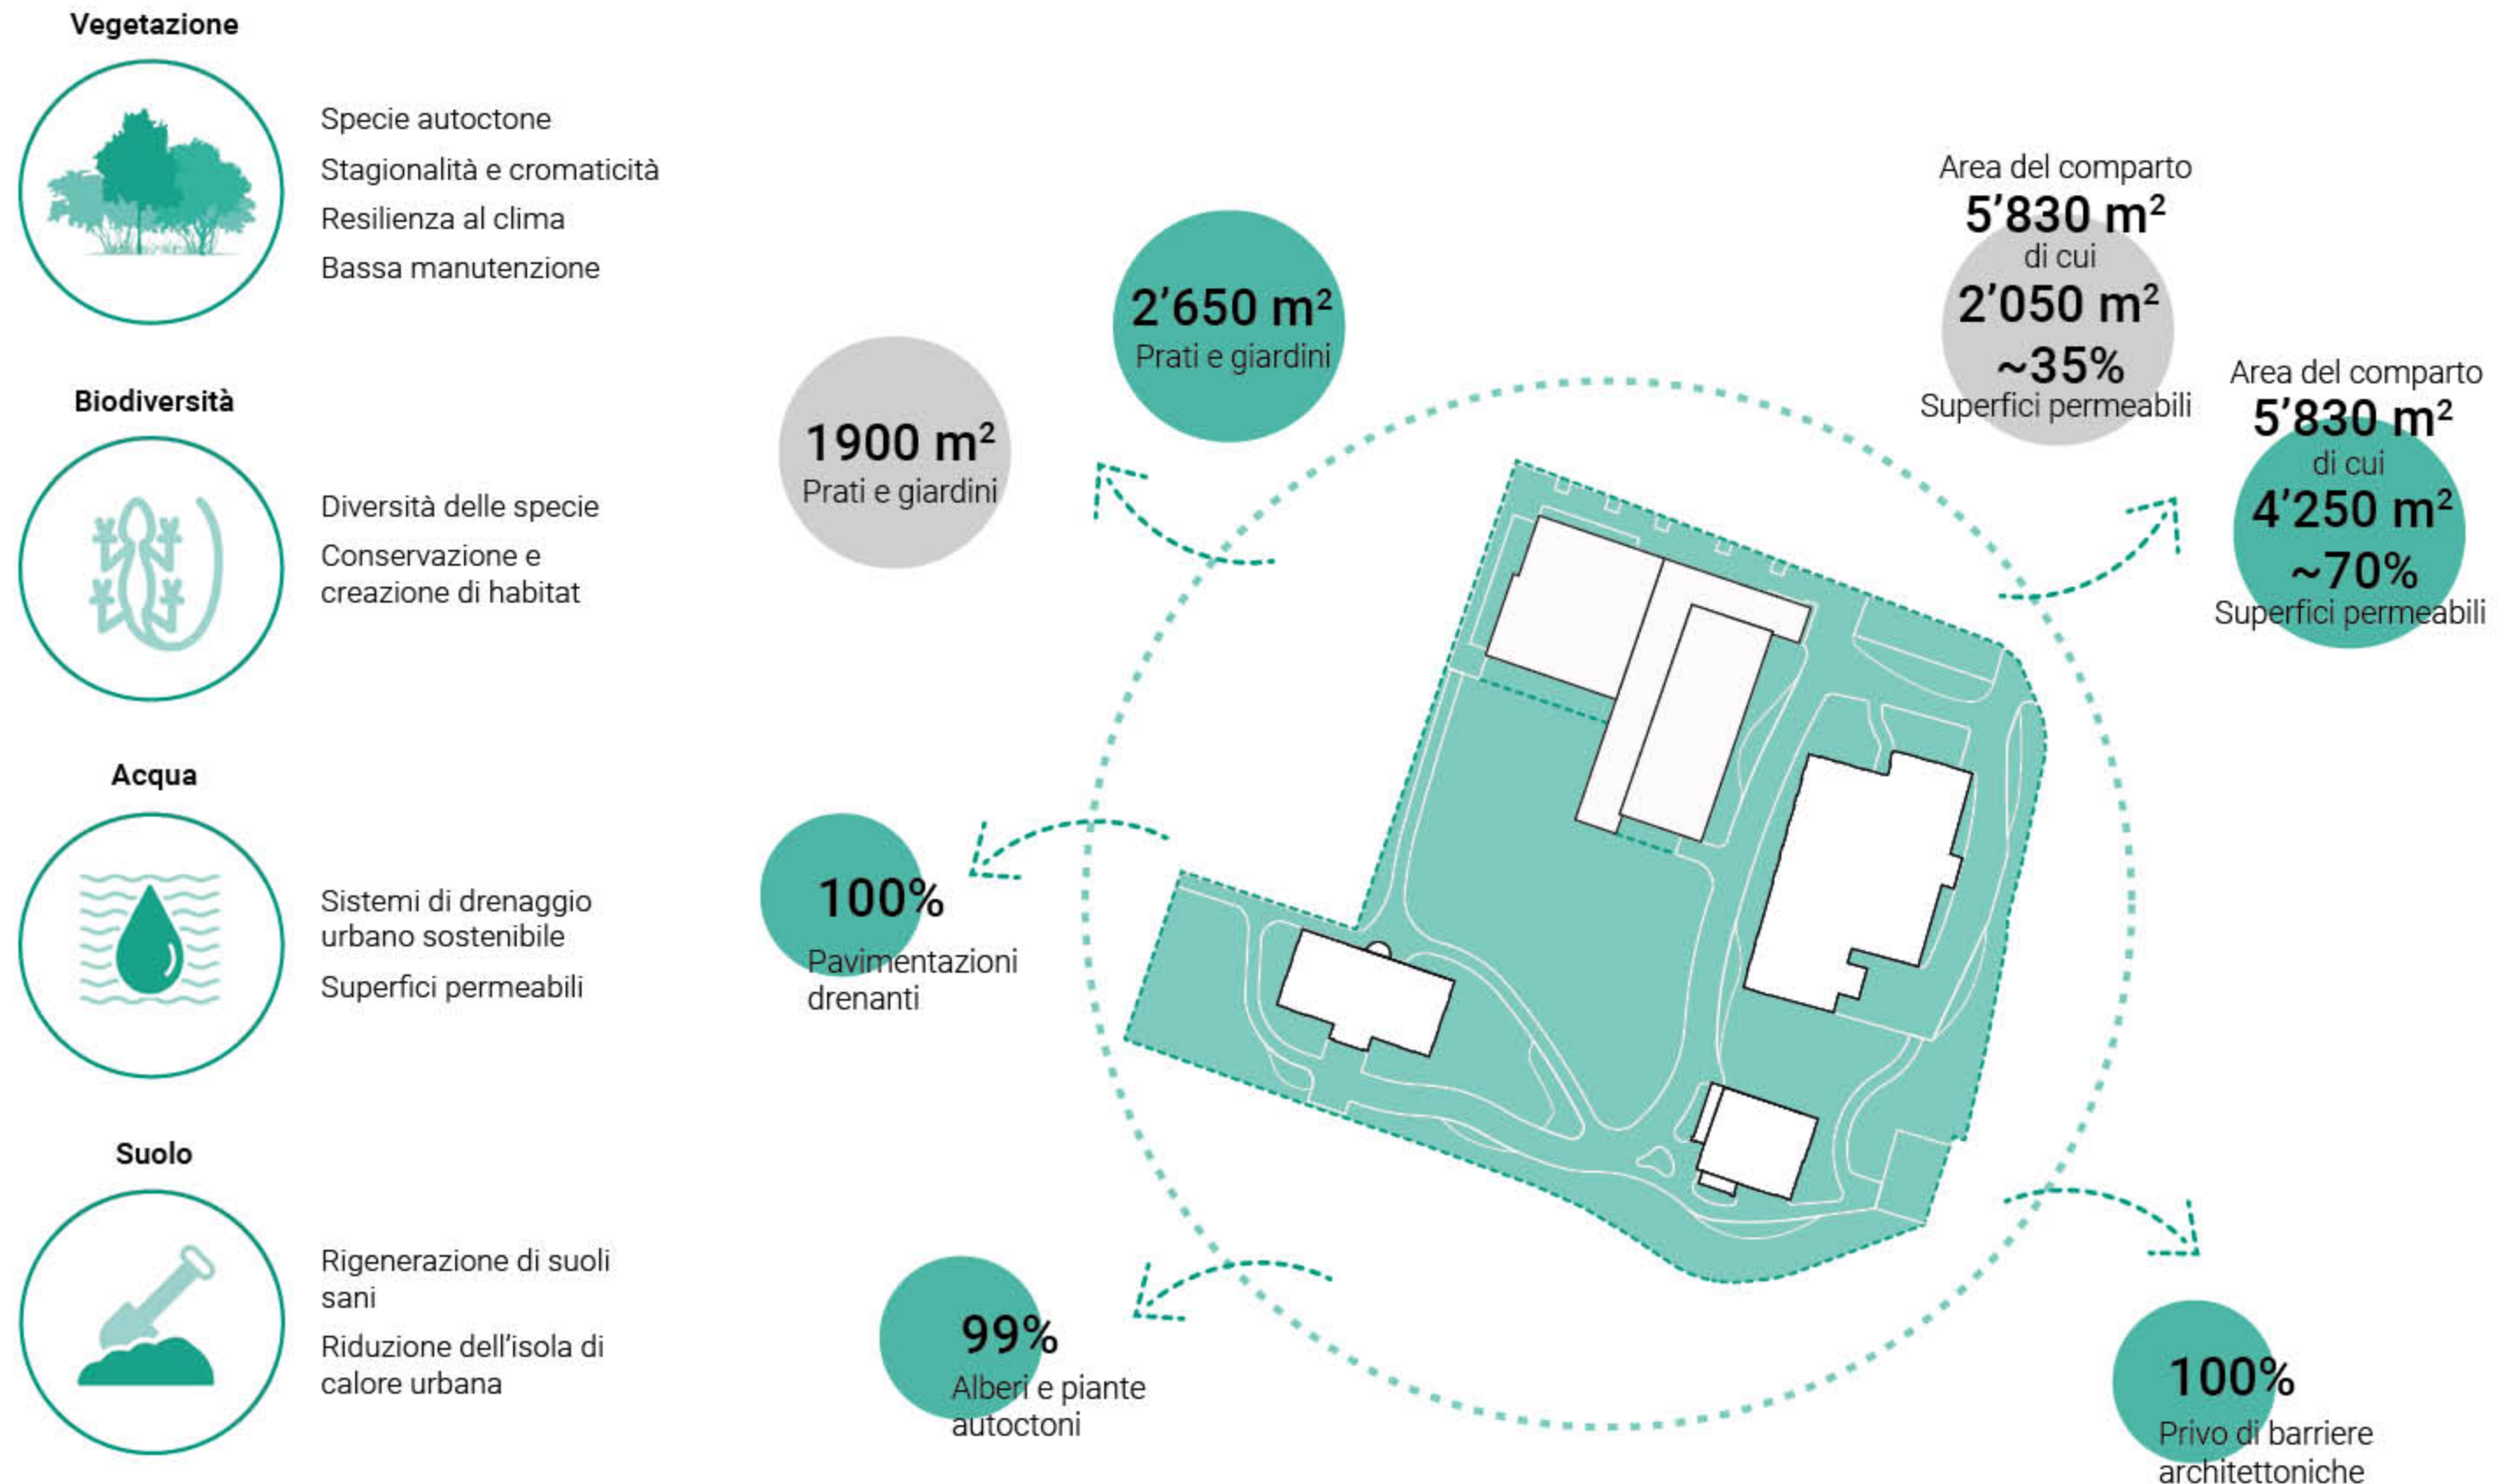 Vegetazione
Specie autoctone
Stagionalità e cromaticità
Resilienza al clima
Bassa manutenzione
Biodiversità
Diversità delle specie
Conservazione e
creazione di habitat
Acqua
Sistemi di drenaggio
urbano sostenibile
Superfici permeabili
Suolo
Rigenerazione di suoli
sani
Riduzione dell’isola di
calore urbana
1900 m²
Prati e giardini
2’650 m²
Prati e giardini
Area del comparto
5’830 m²
di cui
2’050 m²
~35%
Superfici permeabili
Area del comparto
5’830 m²
di cui
4’250 m²
~70%
Superfici permeabili
100%
Pavimentazioni
drenanti
99%
Alberi e piante
autoctoni
100%
Privo di barriere
architettoniche